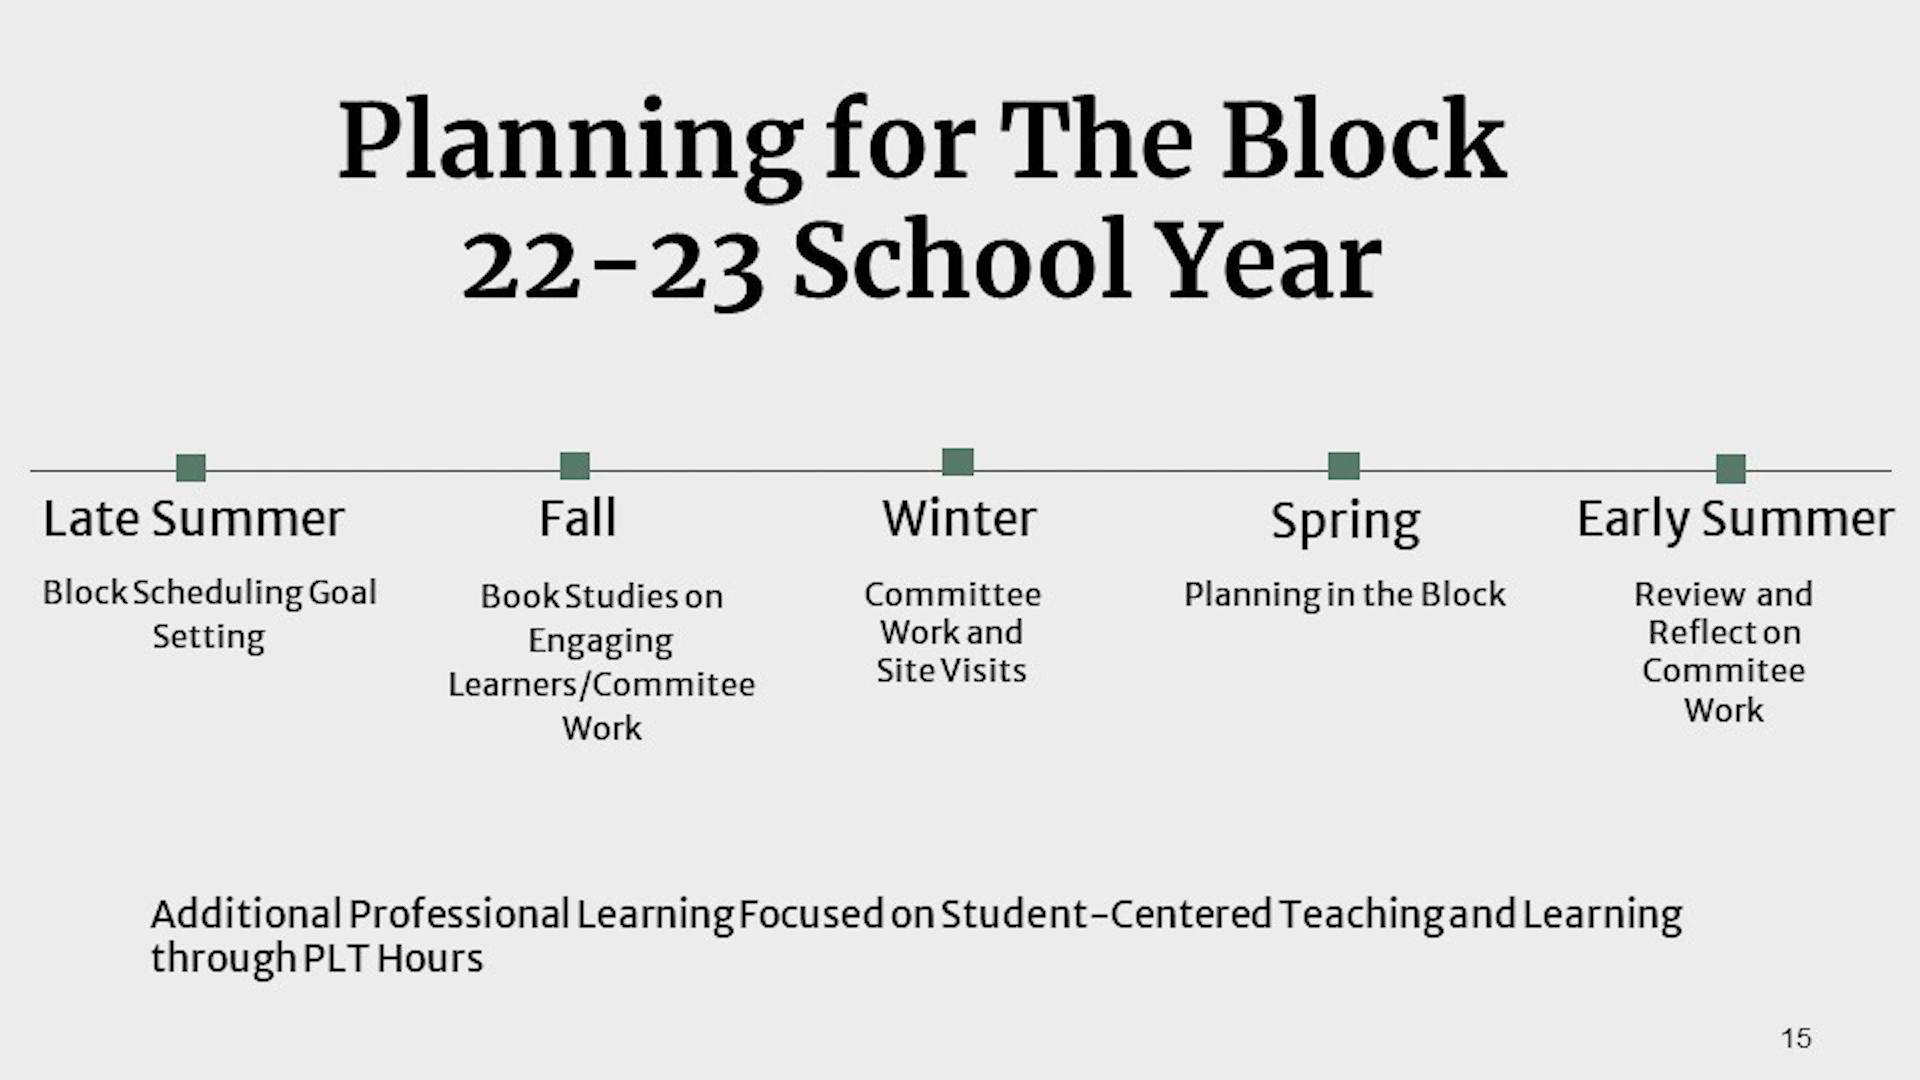 Planning for The Block
22-23 School Year
Late Summer
Block Scheduling Goal
Setting
Fall
Book Studies on
Engaging
Learners/Commitee
Work
Winter
Committee
Work and
Site Visits
Spring
Planning in the Block
Early Summer
Review and
Reflect on
Commitee
Work
Additional Professional Learning Focused on Student-Centered Teaching and Learning
through PLT Hours
15